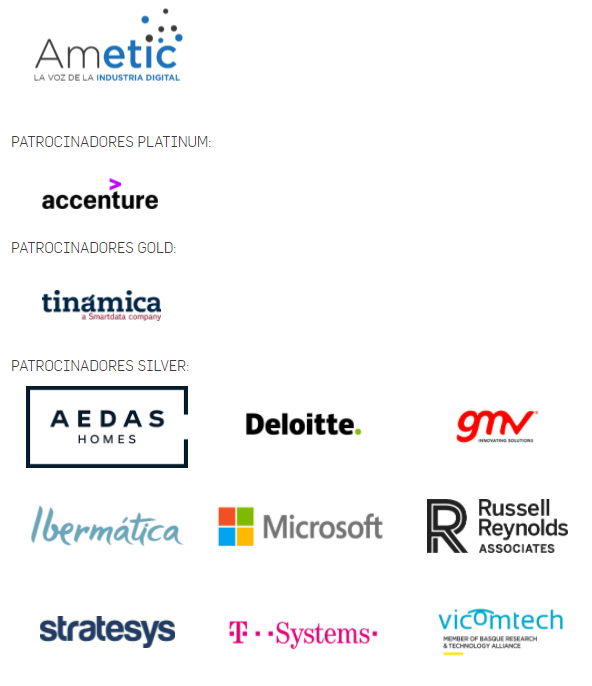 Ametic
LA VOZ DE LA INDUSTRIA DIGITAL
PATROCINADORES PLATINUM:
accenture
PATROCINADORES GOLD:
tinámica
a Smartdata company
PATROCINADORES SILVER:
AEDAS
HOMES
Deloitte.
gmv
INNOVATING SOLUTIONS
Ibermática
Microsoft
Russell
Reynolds
ASSOCIATES
stratesys
T··Systems·
vicomtech
MEMBER OF BASQUE RESEARCH
& TECHNOLOGY ALLIANCE